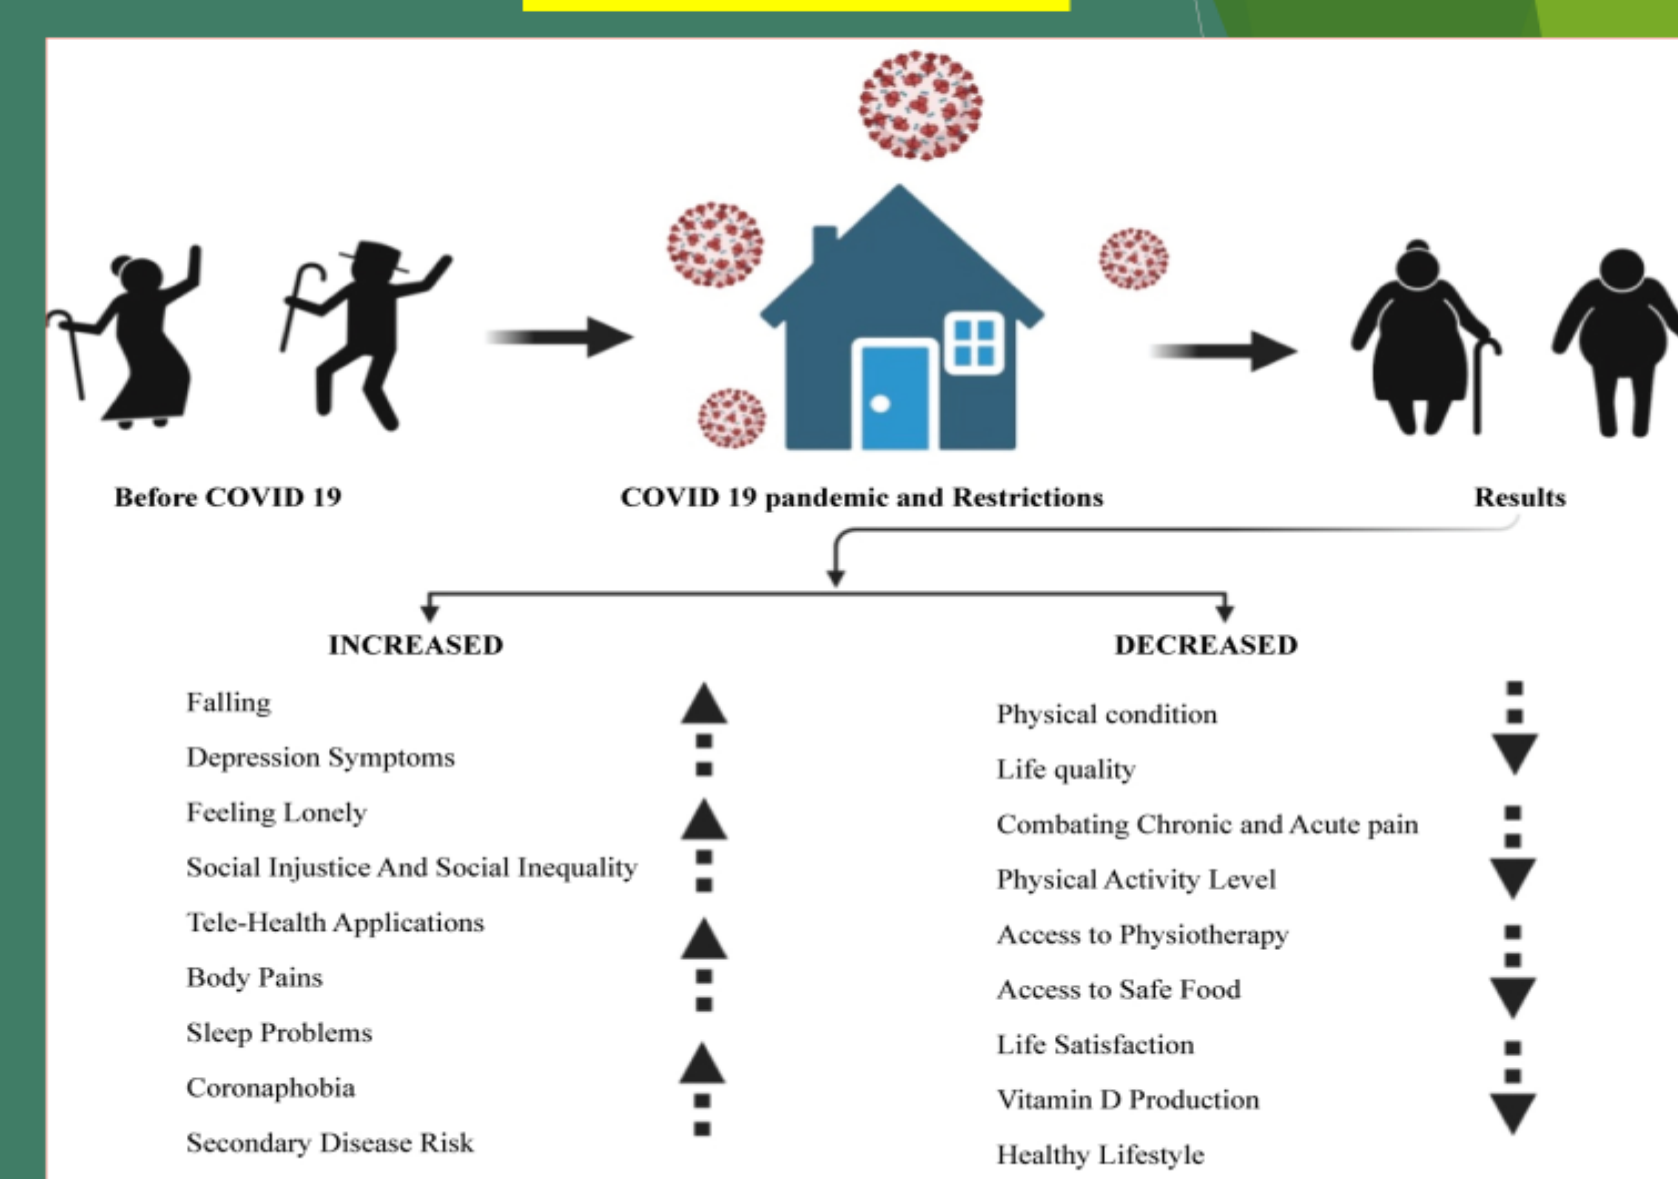 Before COVID 19
COVID 19 pandemic and Restrictions
Results
INCREASED
Falling
Depression Symptoms
Feeling Lonely
Social Injustice And Social Inequality
Tele-Health Applications
Body Pains
Sleep Problems
Coronaphobia
Secondary Disease Risk
DECREASED
Physical condition
Life quality
Combating Chronic and Acute pain
Physical Activity Level
Access to Physiotherapy
Access to Safe Food
Life Satisfaction
Vitamin D Production
Healthy Lifestyle